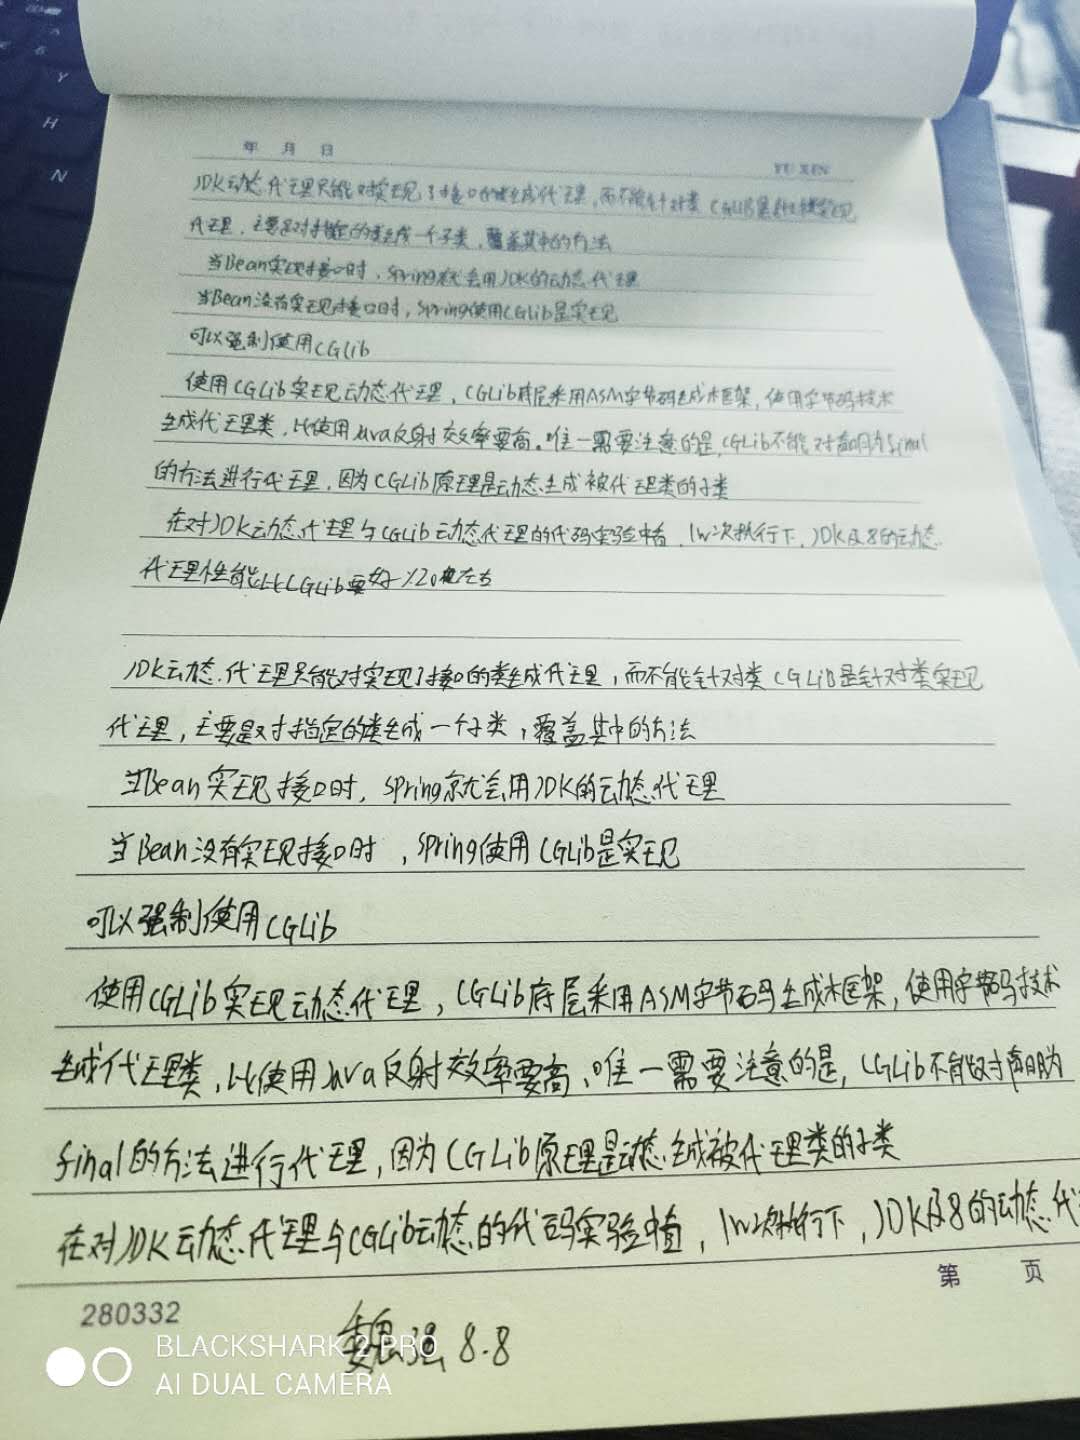 Y
H
N
年 月 日
YU XIN
JDK动态代理只能对实现了接口的类生成代理,而不能针对类 CGLIB是针对类实现
代理,主要是对指定的类生成一个子类,覆盖其中的方法
当Bean实现接口时,Spring就会用JDK的动态代理
当Bean没有实现接口时,Spring使用CGLib是实现
可以强制使用CGLib
使用CGLib实现动态代理,CGLib底层采用ASM字节码生成木框架,使用字节码技术
生成代理类,比使用Java反射效率要高。唯一需要注意的是,CGLib不能对声明为final
的方法进行代理,因为CGLib原理是动态生成被代理类的子类
在对JDK动态代理与CGLib动态代理的代码实验中看,1W次执行下,JDK及8的动态
代理性能比CGLib要好%20左右
JDK动态代理只能对实现了接口的类生成代理,而不能针对类 CGLib是针对类实现
代理,主要是对指定的类生成一个子类,覆盖其中的方法
当Bean实现接口时,Spring就会用JDK的动态代理
当Bean没有实现接口时,Spring使用CGLib是实现
可以强制使用CGLib
使用CGLib实现动态代理,CGLib底层采用ASM字节码生成木框架,使用字节码技术
生成代理类,比使用Java反射效率要高,唯一需要注意的是,CGLib不能对声明为
final的方法进行代理,因为CGLib原理是动态生成被代理类的子类
在对JDK动态代理与CGLib动态的代码实验中看,1W次执行下,JDK及8的动态代
第 页
280332
魏强 8.8
BLACKSHARK 2 PRO
AI DUAL CAMERA